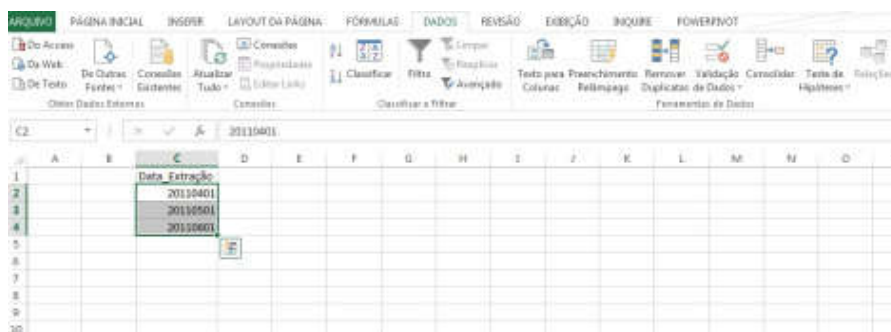 ARQUIVO PÁGINA INICIAL INSERIR LAYOUT DA PÁGINA FÓRMULAS DADOS REVISÃO EXIBIÇÃO INQUIRE POWERPIVOT
Do Access
Da Web
De Texto
De Outras Fontes
Conexões Existentes
Atualizar Tudo
Conexões
Propriedades
Editar Links
Classificar
Filtro
Limpar
Reaplicar
Avançado
Texto para Colunas
Preenchimento Relâmpago
Remover Duplicatas
Validação de Dados
Consolidar
Teste de Hipóteses
Obter Dados Externos Conexões Classificar e Filtrar Ferramentas de Dados
C2 fx 20110401
A B C D E F G H I J K L M N O
1 Data_Extração
2 20110401
3 20110501
4 20110601
5
6
7
8
9
10